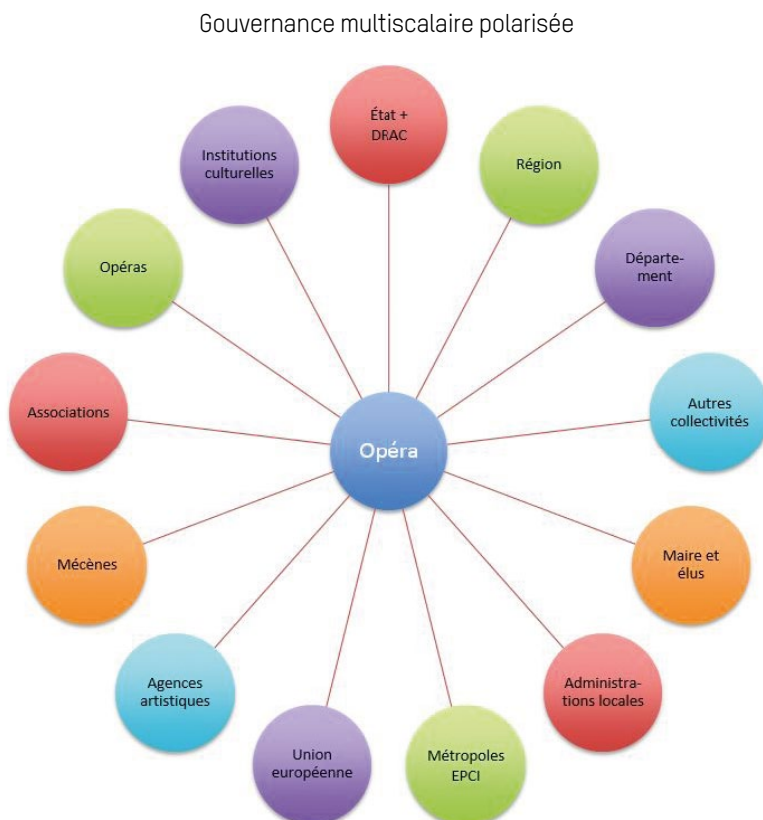 Gouvernance multiscalaire polarisée
État +
DRAC
Région
Départe-
ment
Autres
collectivités
Maire et
élus
Administra-
tions locales
Métropoles
EPCI
Union
européenne
Agences
artistiques
Mécènes
Associations
Opéras
Institutions
culturelles
Opéra